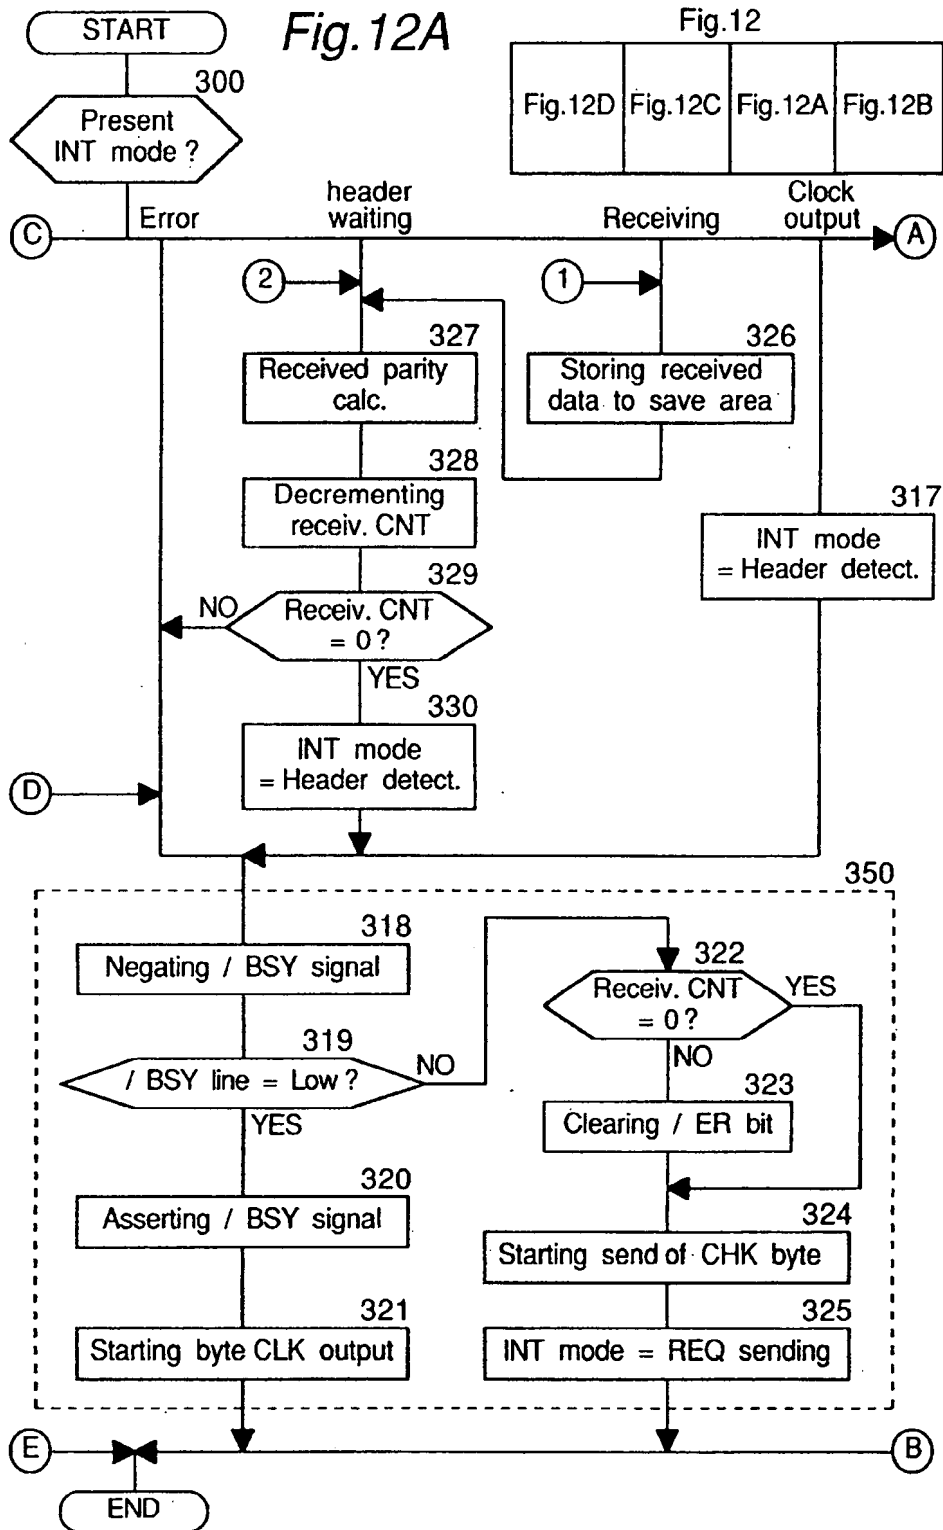 START
Fig.12A
Fig.12
Fig.12D
Fig.12C
Fig.12A
Fig.12B
300
Present
INT mode ?
C
Error
header
waiting
Receiving
Clock
output
A
2
1
327
Received parity
calc.
326
Storing received
data to save area
328
Decrementing
receiv. CNT
317
INT mode
= Header detect.
329
NO
Receiv. CNT
= 0 ?
YES
330
INT mode
= Header detect.
D
350
318
Negating / BSY signal
322
Receiv. CNT
= 0 ?
YES
NO
319
/ BSY line = Low ?
NO
YES
323
Clearing / ER bit
320
Asserting / BSY signal
324
Starting send of CHK byte
321
Starting byte CLK output
325
INT mode = REQ sending
E
B
END